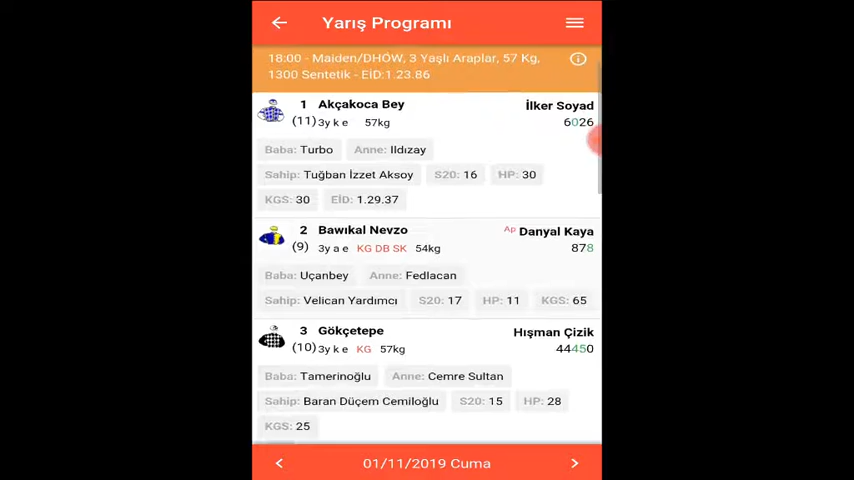 Yarış Programı
18:00 - Maiden/DHÖW, 3 Yaşlı Araplar, 57 Kg,
1300 Sentetik - EİD:1.23.86
1 Akçakoca Bey İlker Soyad
(11) 3y k e 57kg 6026
Baba: Turbo Anne: Ildızay
Sahip: Tuğban İzzet Aksoy S20: 16 HP: 30
KGS: 30 EİD: 1.29.37
2 Bawıkal Nevzo Ap Danyal Kaya
(9) 3y a e KG DB SK 54kg 878
Baba: Uçanbey Anne: Fedlacan
Sahip: Velican Yardımcı S20: 17 HP: 11 KGS: 65
3 Gökçetepe Hışman Çizik
(10) 3y k e KG 57kg 44450
Baba: Tamerinoğlu Anne: Cemre Sultan
Sahip: Baran Düçem Cemiloğlu S20: 15 HP: 28
KGS: 25
01/11/2019 Cuma